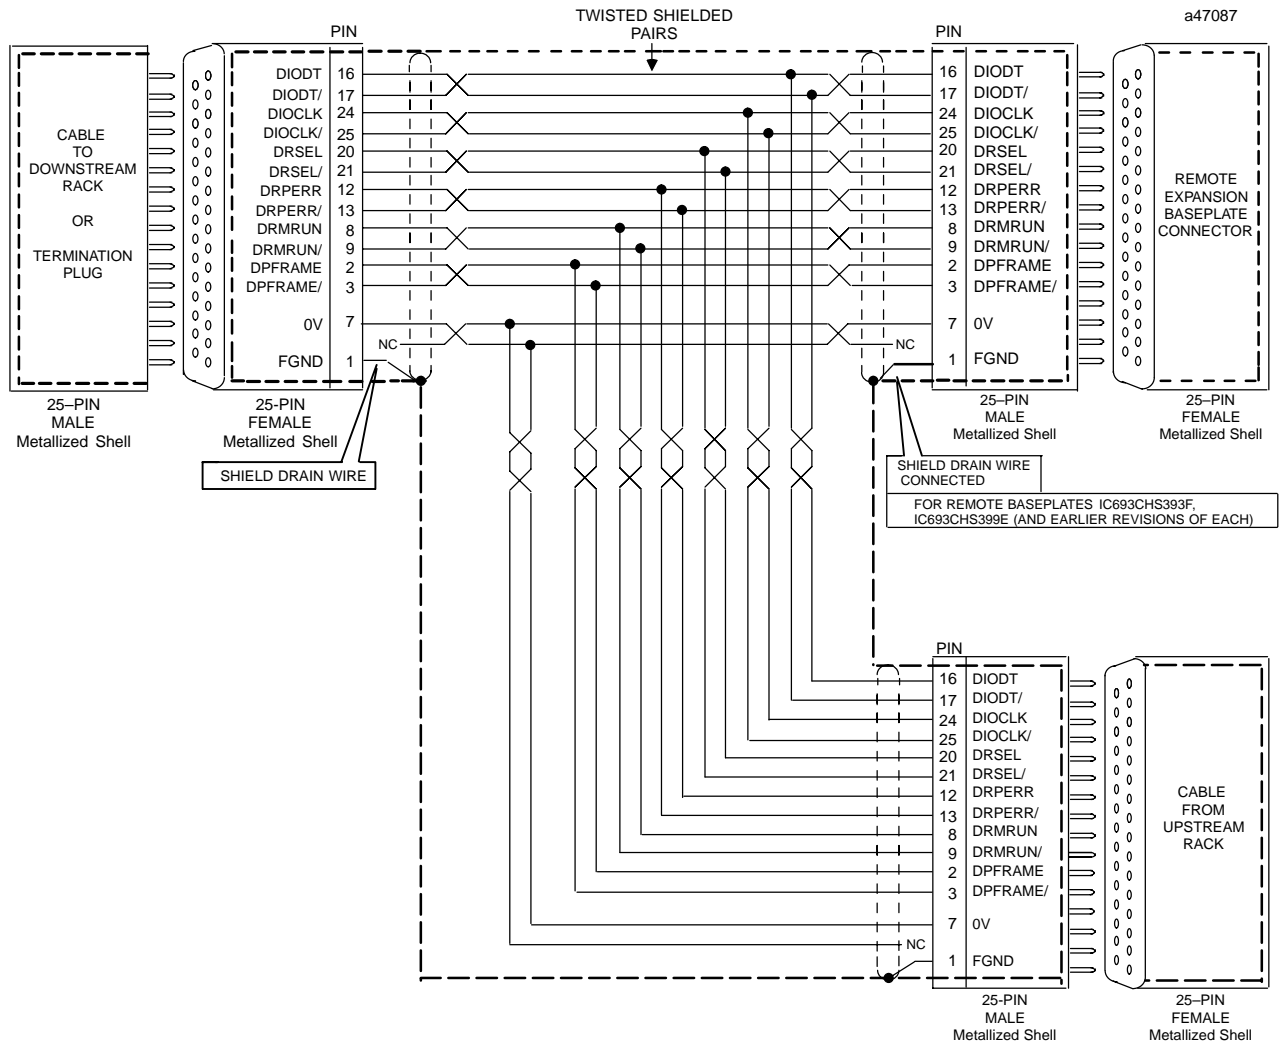 TWISTED SHIELDED
PAIRS
a47087
PIN
PIN
CABLE
TO
DOWNSTREAM
RACK
OR
TERMINATION
PLUG
DIODT 16
DIODT/ 17
DIOCLK 24
DIOCLK/ 25
DRSEL 20
DRSEL/ 21
DRPERR 12
DRPERR/ 13
DRMRUN 8
DRMRUN/ 9
DPFRAME 2
DPFRAME/ 3
0V 7
NC
FGND 1
16 DIODT
17 DIODT/
24 DIOCLK
25 DIOCLK/
20 DRSEL
21 DRSEL/
12 DRPERR
13 DRPERR/
8 DRMRUN
9 DRMRUN/
2 DPFRAME
3 DPFRAME/
7 0V
NC
1 FGND
REMOTE
EXPANSION
BASEPLATE
CONNECTOR
25–PIN
MALE
Metallized Shell
25-PIN
FEMALE
Metallized Shell
25–PIN
MALE
Metallized Shell
25–PIN
FEMALE
Metallized Shell
SHIELD DRAIN WIRE
SHIELD DRAIN WIRE
CONNECTED
FOR REMOTE BASEPLATES IC693CHS393F,
IC693CHS399E (AND EARLIER REVISIONS OF EACH)
PIN
16 DIODT
17 DIODT/
24 DIOCLK
25 DIOCLK/
20 DRSEL
21 DRSEL/
12 DRPERR
13 DRPERR/
8 DRMRUN
9 DRMRUN/
2 DPFRAME
3 DPFRAME/
7 0V
NC
1 FGND
CABLE
FROM
UPSTREAM
RACK
25-PIN
MALE
Metallized Shell
25–PIN
FEMALE
Metallized Shell